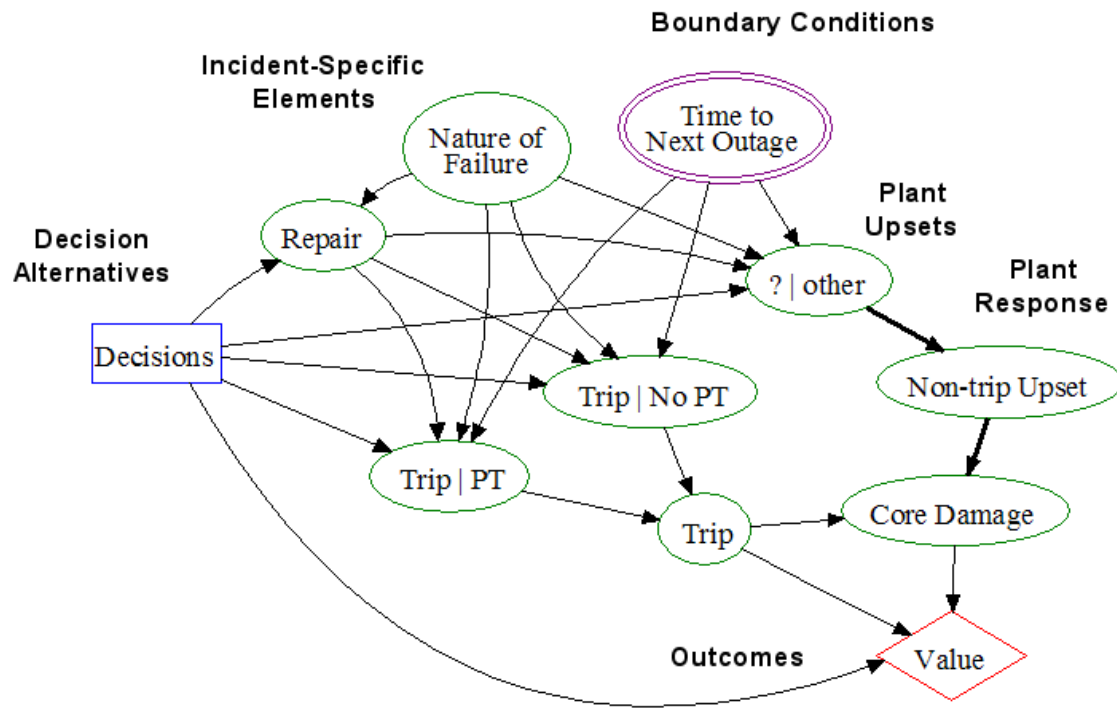 Boundary Conditions
Incident-Specific
Elements
Time to
Next Outage
Nature of
Failure
Plant
Upsets
Decision
Alternatives
Repair
? | other
Plant
Response
Decisions
Trip | No PT
Non-trip Upset
Trip | PT
Trip
Core Damage
Outcomes
Value